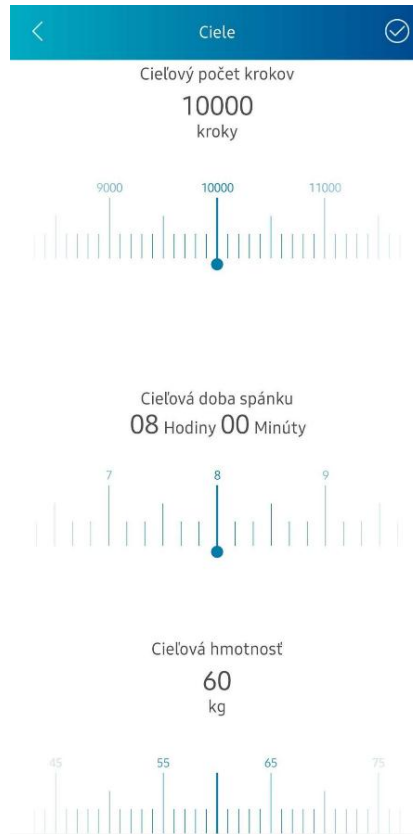 Ciele
Cieľový počet krokov
10000
kroky
9000 10000 11000
Cieľová doba spánku
08 Hodiny 00 Minúty
7 8 9
Cieľová hmotnosť
60
kg
45 55 65 75